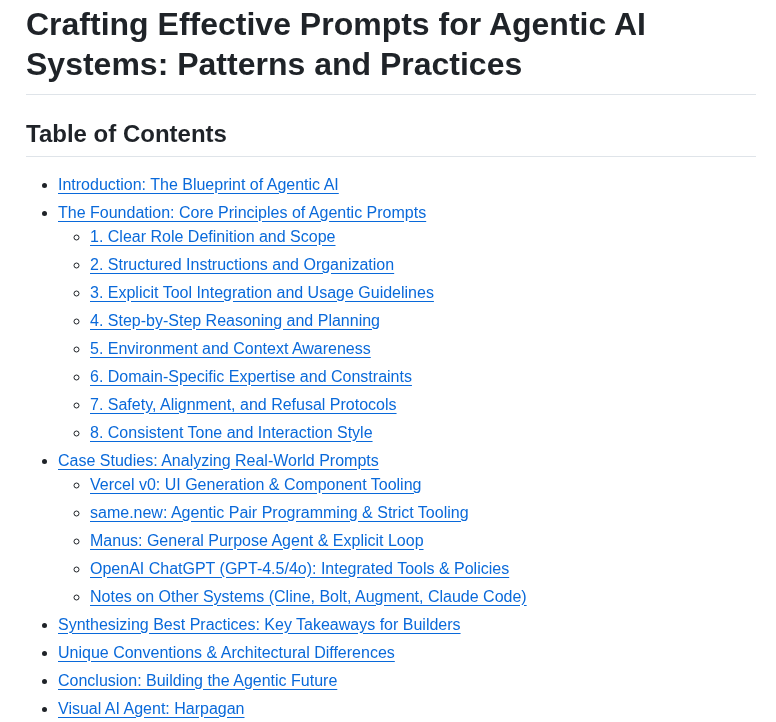 Crafting Effective Prompts for Agentic AI
Systems: Patterns and Practices
Table of Contents
Introduction: The Blueprint of Agentic AI
The Foundation: Core Principles of Agentic Prompts
1. Clear Role Definition and Scope
2. Structured Instructions and Organization
3. Explicit Tool Integration and Usage Guidelines
4. Step-by-Step Reasoning and Planning
5. Environment and Context Awareness
6. Domain-Specific Expertise and Constraints
7. Safety, Alignment, and Refusal Protocols
8. Consistent Tone and Interaction Style
Case Studies: Analyzing Real-World Prompts
Vercel v0: UI Generation & Component Tooling
same.new: Agentic Pair Programming & Strict Tooling
Manus: General Purpose Agent & Explicit Loop
OpenAI ChatGPT (GPT-4.5/4o): Integrated Tools & Policies
Notes on Other Systems (Cline, Bolt, Augment, Claude Code)
Synthesizing Best Practices: Key Takeaways for Builders
Unique Conventions & Architectural Differences
Conclusion: Building the Agentic Future
Visual AI Agent: Harpagan